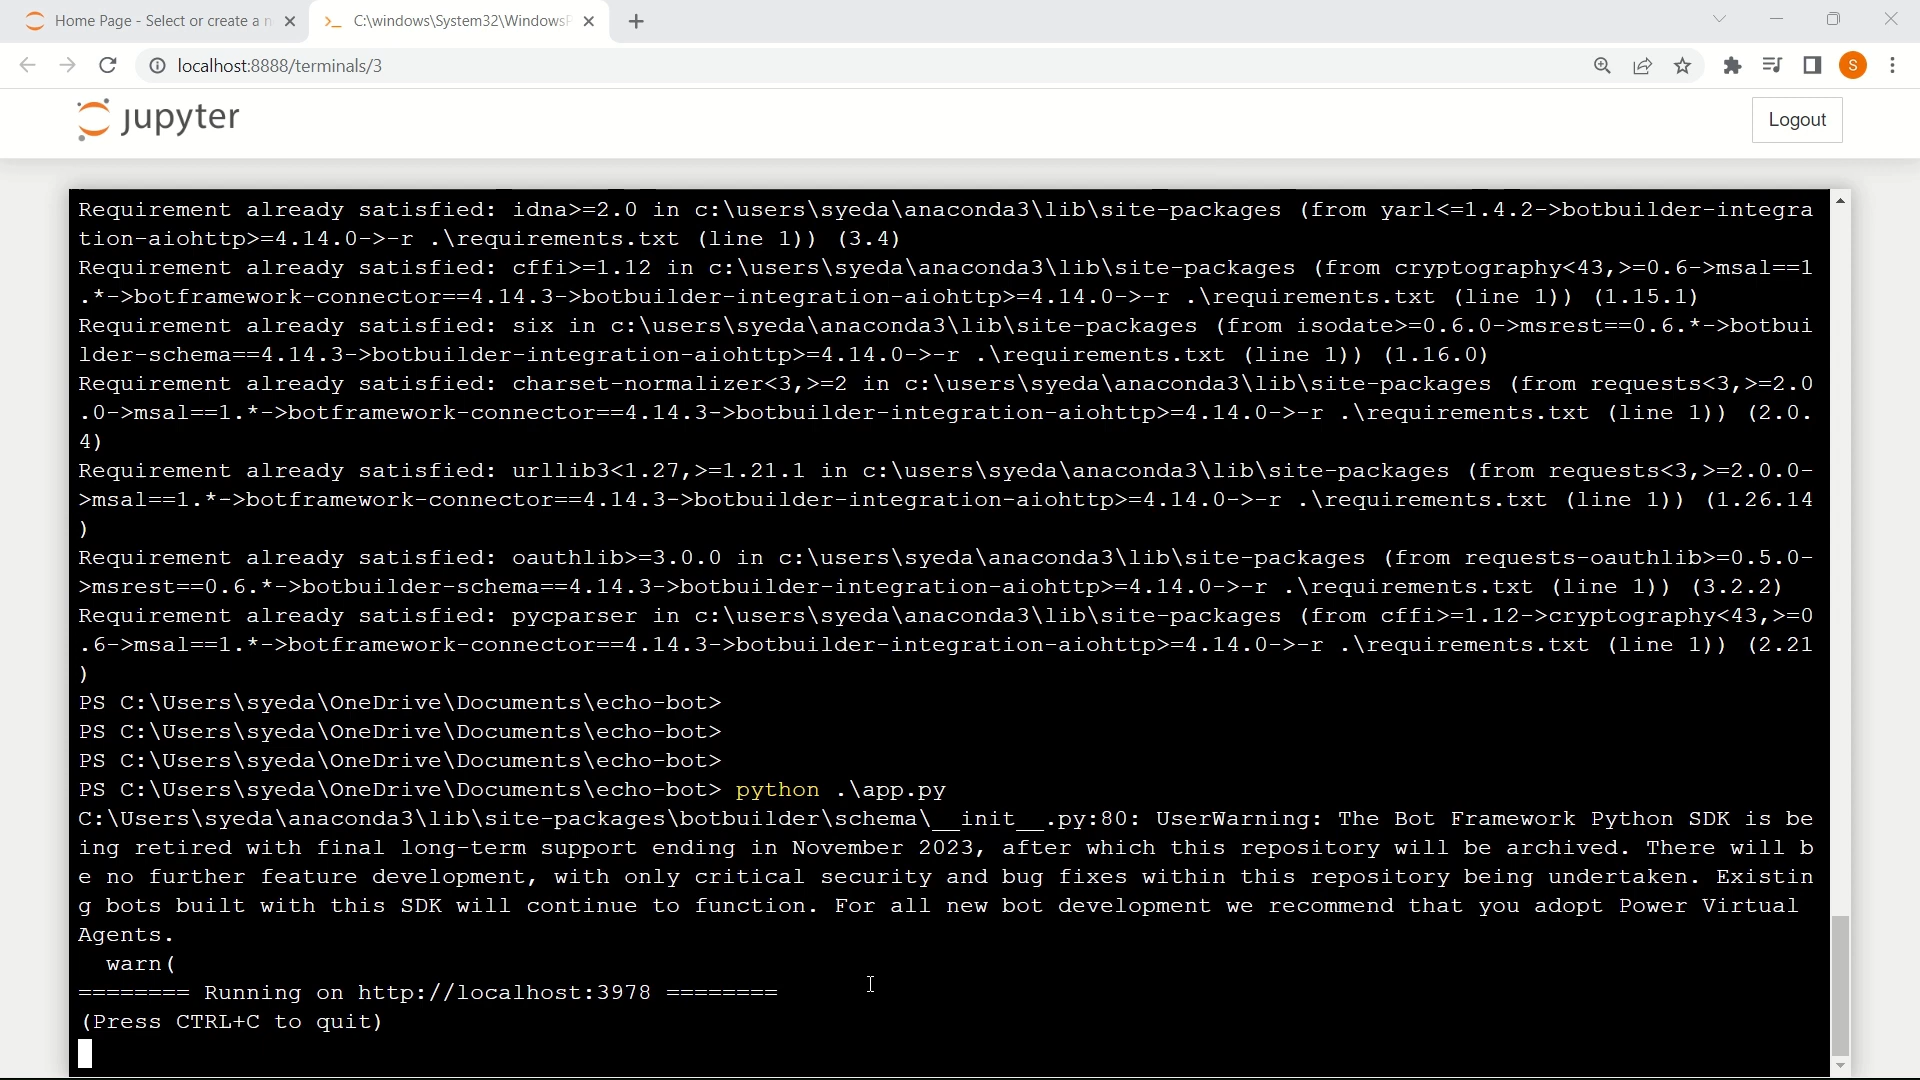 Home Page - Select or create a n
C:\windows\System32\WindowsP
localhost:8888/terminals/3
S
jupyter
Logout
Requirement already satisfied: idna>=2.0 in c:\users\syeda\anaconda3\lib\site-packages (from yarl<=1.4.2->botbuilder-integra
tion-aiohttp>=4.14.0->-r .\requirements.txt (line 1)) (3.4)
Requirement already satisfied: cffi>=1.12 in c:\users\syeda\anaconda3\lib\site-packages (from cryptography<43,>=0.6->msal==1
.*->botframework-connector==4.14.3->botbuilder-integration-aiohttp>=4.14.0->-r .\requirements.txt (line 1)) (1.15.1)
Requirement already satisfied: six in c:\users\syeda\anaconda3\lib\site-packages (from isodate>=0.6.0->msrest==0.6.*->botbui
lder-schema==4.14.3->botbuilder-integration-aiohttp>=4.14.0->-r .\requirements.txt (line 1)) (1.16.0)
Requirement already satisfied: charset-normalizer<3,>=2 in c:\users\syeda\anaconda3\lib\site-packages (from requests<3,>=2.0
.0->msal==1.*->botframework-connector==4.14.3->botbuilder-integration-aiohttp>=4.14.0->-r .\requirements.txt (line 1)) (2.0.
4)
Requirement already satisfied: urllib3<1.27,>=1.21.1 in c:\users\syeda\anaconda3\lib\site-packages (from requests<3,>=2.0.0-
>msal==1.*->botframework-connector==4.14.3->botbuilder-integration-aiohttp>=4.14.0->-r .\requirements.txt (line 1)) (1.26.14
)
Requirement already satisfied: oauthlib>=3.0.0 in c:\users\syeda\anaconda3\lib\site-packages (from requests-oauthlib>=0.5.0-
>msrest==0.6.*->botbuilder-schema==4.14.3->botbuilder-integration-aiohttp>=4.14.0->-r .\requirements.txt (line 1)) (3.2.2)
Requirement already satisfied: pycparser in c:\users\syeda\anaconda3\lib\site-packages (from cffi>=1.12->cryptography<43,>=0
.6->msal==1.*->botframework-connector==4.14.3->botbuilder-integration-aiohttp>=4.14.0->-r .\requirements.txt (line 1)) (2.21
)
PS C:\Users\syeda\OneDrive\Documents\echo-bot>
PS C:\Users\syeda\OneDrive\Documents\echo-bot>
PS C:\Users\syeda\OneDrive\Documents\echo-bot>
PS C:\Users\syeda\OneDrive\Documents\echo-bot> python .\app.py
C:\Users\syeda\anaconda3\lib\site-packages\botbuilder\schema\__init__.py:80: UserWarning: The Bot Framework Python SDK is be
ing retired with final long-term support ending in November 2023, after which this repository will be archived. There will b
e no further feature development, with only critical security and bug fixes within this repository being undertaken. Existin
g bots built with this SDK will continue to function. For all new bot development we recommend that you adopt Power Virtual
Agents.
  warn(
======== Running on http://localhost:3978 ========
(Press CTRL+C to quit)